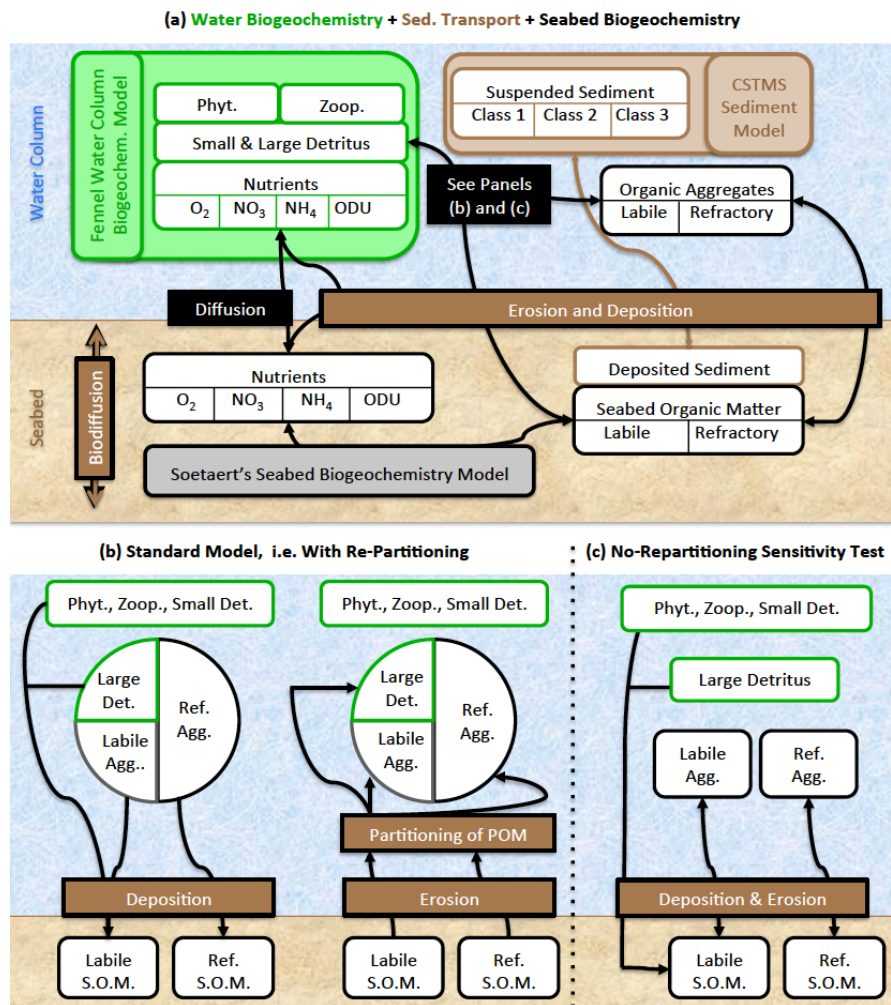 (a) Water Biogeochemistry + Sed. Transport + Seabed Biogeochemistry
Water Column
Fennel Water Column
Biogeochem. Model
Phyt.
Zoop.
Small & Large Detritus
Nutrients
O2
NO3
NH4
ODU
Suspended Sediment
Class 1
Class 2
Class 3
CSTMS
Sediment
Model
See Panels
(b) and (c)
Organic Aggregates
Labile
Refractory
Diffusion
Erosion and Deposition
Seabed
Biodiffusion
Nutrients
O2
NO3
NH4
ODU
Deposited Sediment
Seabed Organic Matter
Labile
Refractory
Soetaert's Seabed Biogeochemistry Model
(b) Standard Model, i.e. With Re-Partitioning
Phyt., Zoop., Small Det.
Large
Det.
Ref.
Agg.
Labile
Agg..
Deposition
Labile
S.O.M.
Ref.
S.O.M.
Phyt., Zoop., Small Det.
Large
Det.
Ref.
Agg.
Labile
Agg.
Partitioning of POM
Erosion
Labile
S.O.M.
Ref.
S.O.M.
(c) No-Repartitioning Sensitivity Test
Phyt., Zoop., Small Det.
Large Detritus
Labile
Agg.
Ref.
Agg.
Deposition & Erosion
Labile
S.O.M.
Ref.
S.O.M.